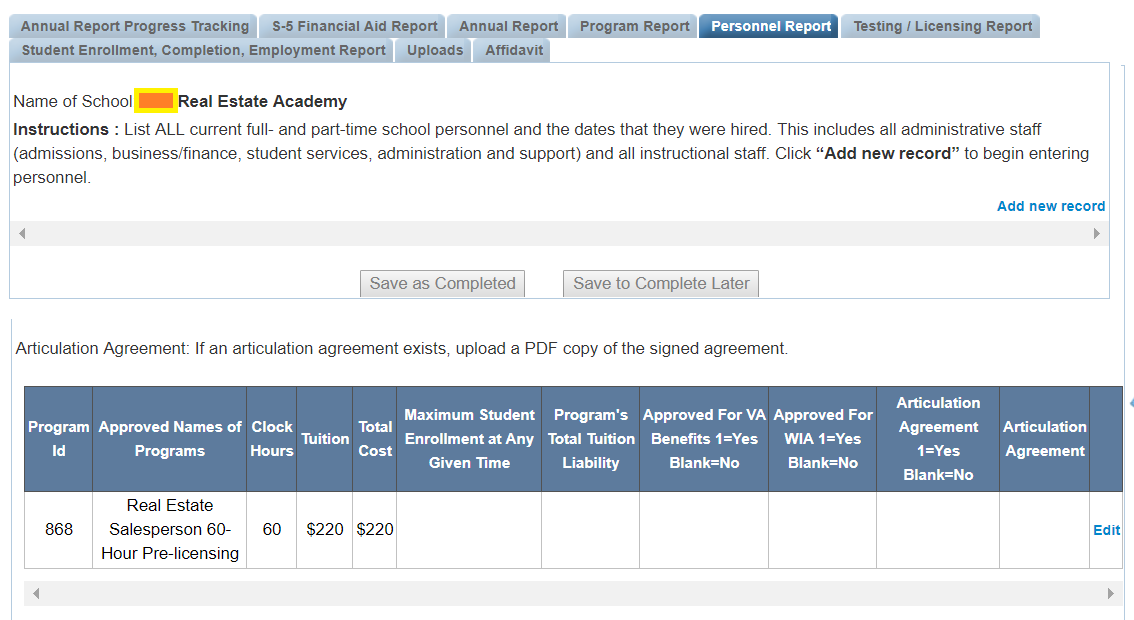 Annual Report Progress Tracking S-5 Financial Aid Report Annual Report Program Report Personnel Report Testing / Licensing Report
Student Enrollment, Completion, Employment Report Uploads Affidavit
Name of School Real Estate Academy
Instructions : List ALL current full- and part-time school personnel and the dates that they were hired. This includes all administrative staff
(admissions, business/finance, student services, administration and support) and all instructional staff. Click “Add new record” to begin entering
personnel.
Add new record
Save as Completed Save to Complete Later
Articulation Agreement: If an articulation agreement exists, upload a PDF copy of the signed agreement.
Program
Id
Approved Names of
Programs
Clock
Hours
Tuition
Total
Cost
Maximum Student
Enrollment at Any
Given Time
Program's
Total Tuition
Liability
Approved For VA
Benefits 1=Yes
Blank=No
Approved For
WIA 1=Yes
Blank=No
Articulation
Agreement
1=Yes
Blank=No
Articulation
Agreement
868
Real Estate
Salesperson 60-
Hour Pre-licensing
60
$220
$220
Edit